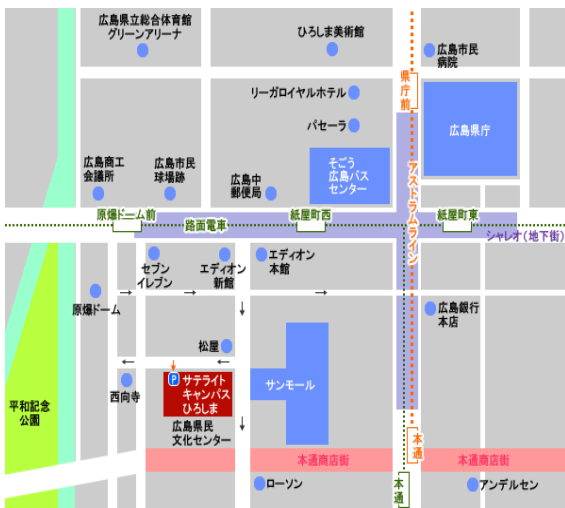 広島県立総合体育館
グリーンアリーナ
ひろしま美術館
広島市民
病院
県庁前
リーガロイヤルホテル
パセーラ
広島県庁
アストラムライン
広島商工
会議所
広島市民
球場跡
広島中
郵便局
そごう
広島バス
センター
原爆ドーム前
路面電車
紙屋町西
紙屋町東
シャレオ(地下街)
セブン
イレブン
エディオン
新館
エディオン
本館
原爆ドーム
広島銀行
本店
松屋
P
サテライト
キャンパス
ひろしま
サンモール
西向寺
平和記念
公園
広島県民
文化センター
本通
本通商店街
本通商店街
ローソン
本通
アンデルセン